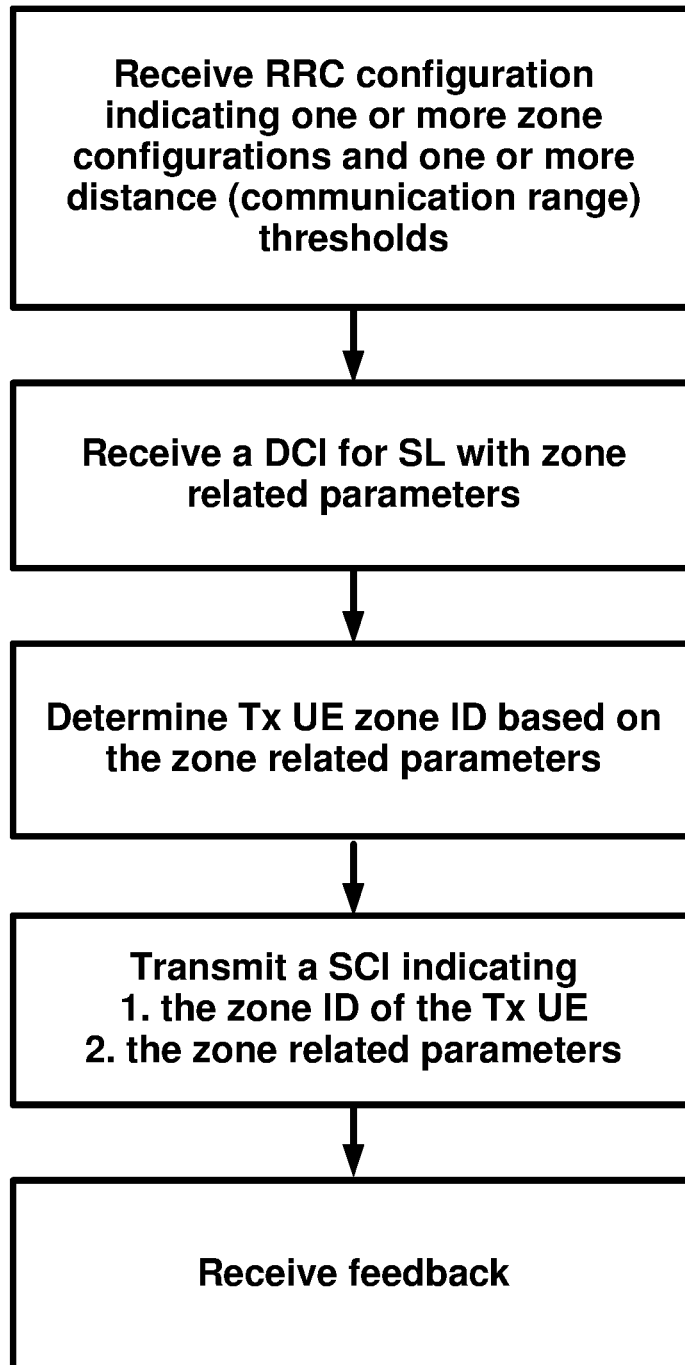 Receive RRC configuration
indicating one or more zone
configurations and one or more
distance (communication range)
thresholds
Receive a DCI for SL with zone
related parameters
Determine Tx UE zone ID based on
the zone related parameters
Transmit a SCI indicating
1. the zone ID of the Tx UE
2. the zone related parameters
Receive feedback